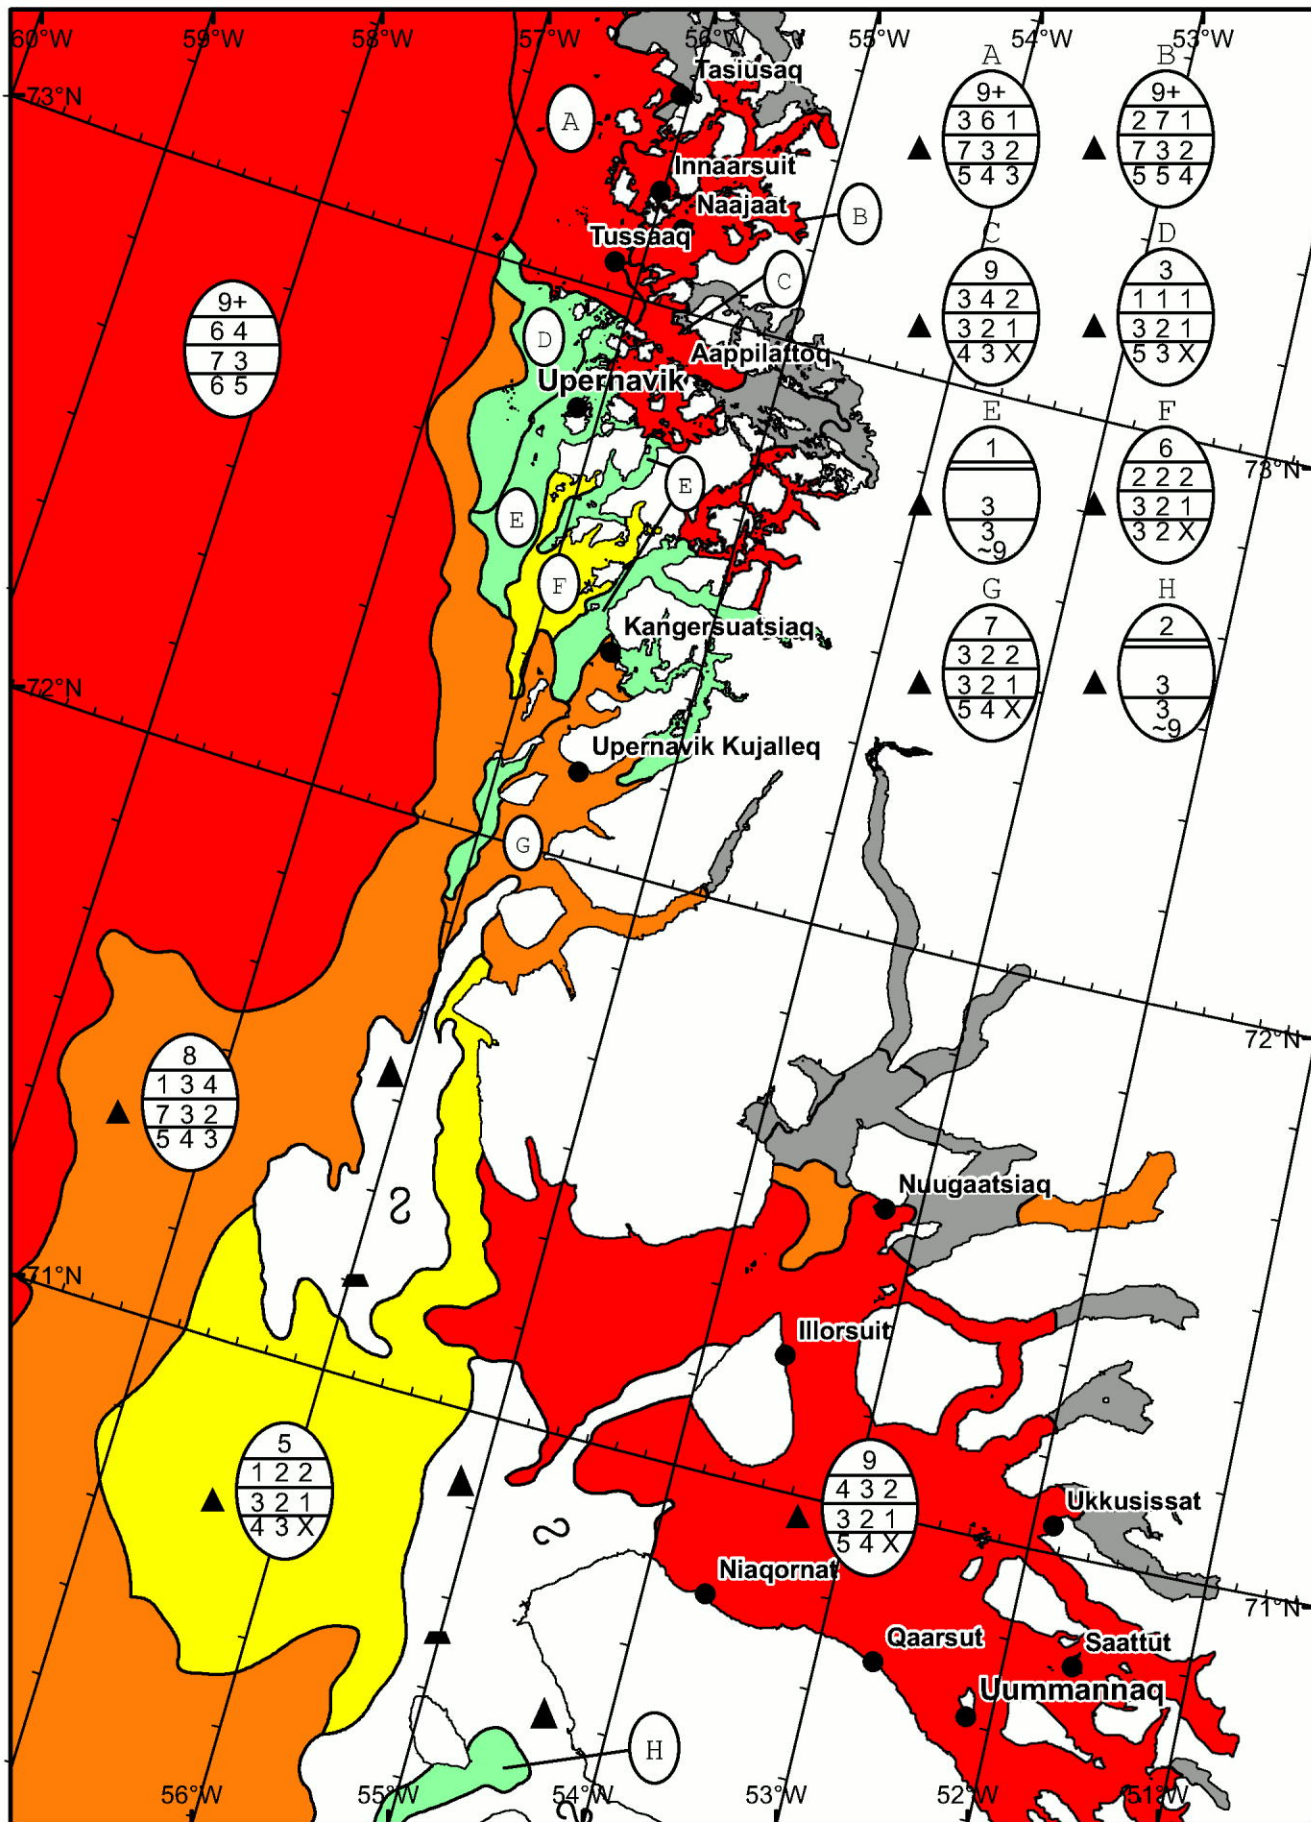 60°W 59°W 58°W 57°W 56°W 55°W 54°W 53°W
73°N
Tasiusaq
A
Innarsuit
Naajaat
B
Tussaaq
C
9+
6 4
7 3
6 5
D
Aappilattoq
Upernavik
E
E
F
Kangersuatsiaq
72°N
Upernavik Kujalleq
G
A
9+
3 6 1
7 3 2
5 4 3
B
9+
2 7 1
7 3 2
5 5 4
C
9
3 4 2
3 2 1
4 3 X
D
3
1 1 1
3 2 1
5 3 X
73°N
E
1
3
3
~9
F
6
2 2 2
3 2 1
3 2 X
G
7
3 2 2
3 2 1
5 4 X
H
2
3
3
~9
72°N
8
1 3 4
7 3 2
5 4 3
Nuugaatsiaq
71°N
Illorsuit
5
1 2 2
3 2 1
4 3 X
9
4 3 2
3 2 1
5 4 X
Ukkusissat
Niaqornat
71°N
Qaarsut
Saattut
Uummannaq
H
56°W 55°W 54°W 53°W 52°W 51°W